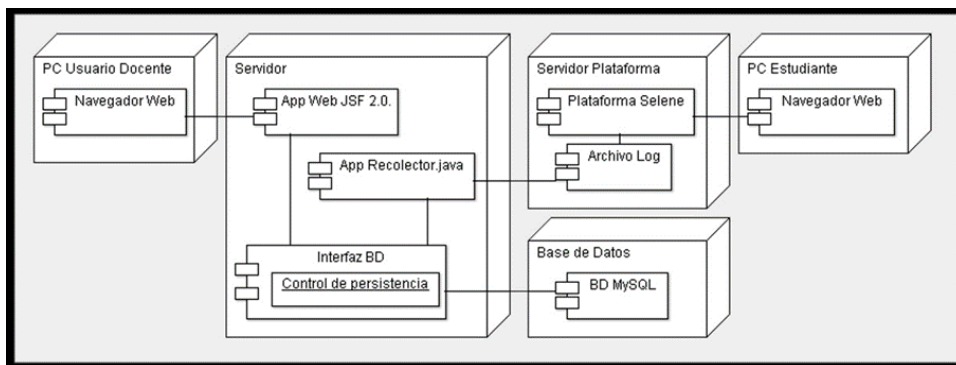 PC Usuario Docente
Navegador Web
Servidor
App Web JSF 2.0.
App Recolector.java
Interfaz BD
Control de persistencia
Servidor Plataforma
Plataforma Selene
Archivo Log
PC Estudiante
Navegador Web
Base de Datos
BD MySQL